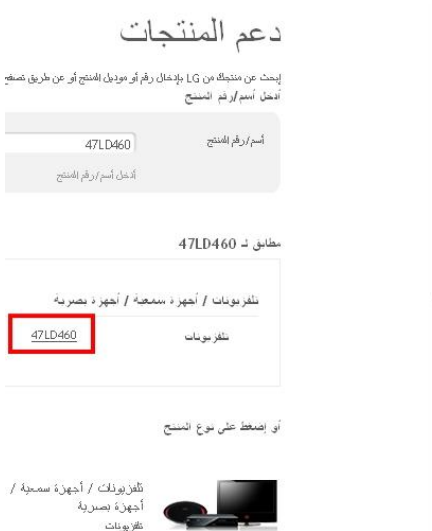 دعم المنتجات
إبحث عن منتجك من LG بإدخال رقم أو موديل المنتج أو عن طريق تصفح
أدخل أسم/رقم المنتج
أسم/رقم المنتج 47LD460
أدخل أسم/رقم المنتج
مطابق لـ 47LD460
تلفزيونات / أجهزة سمعية / أجهزة بصرية
تلفزيونات 47LD460
أو إضغط على نوع المنتج
تلفزيونات / أجهزة سمعية /
أجهزة بصرية
تلفزيونات